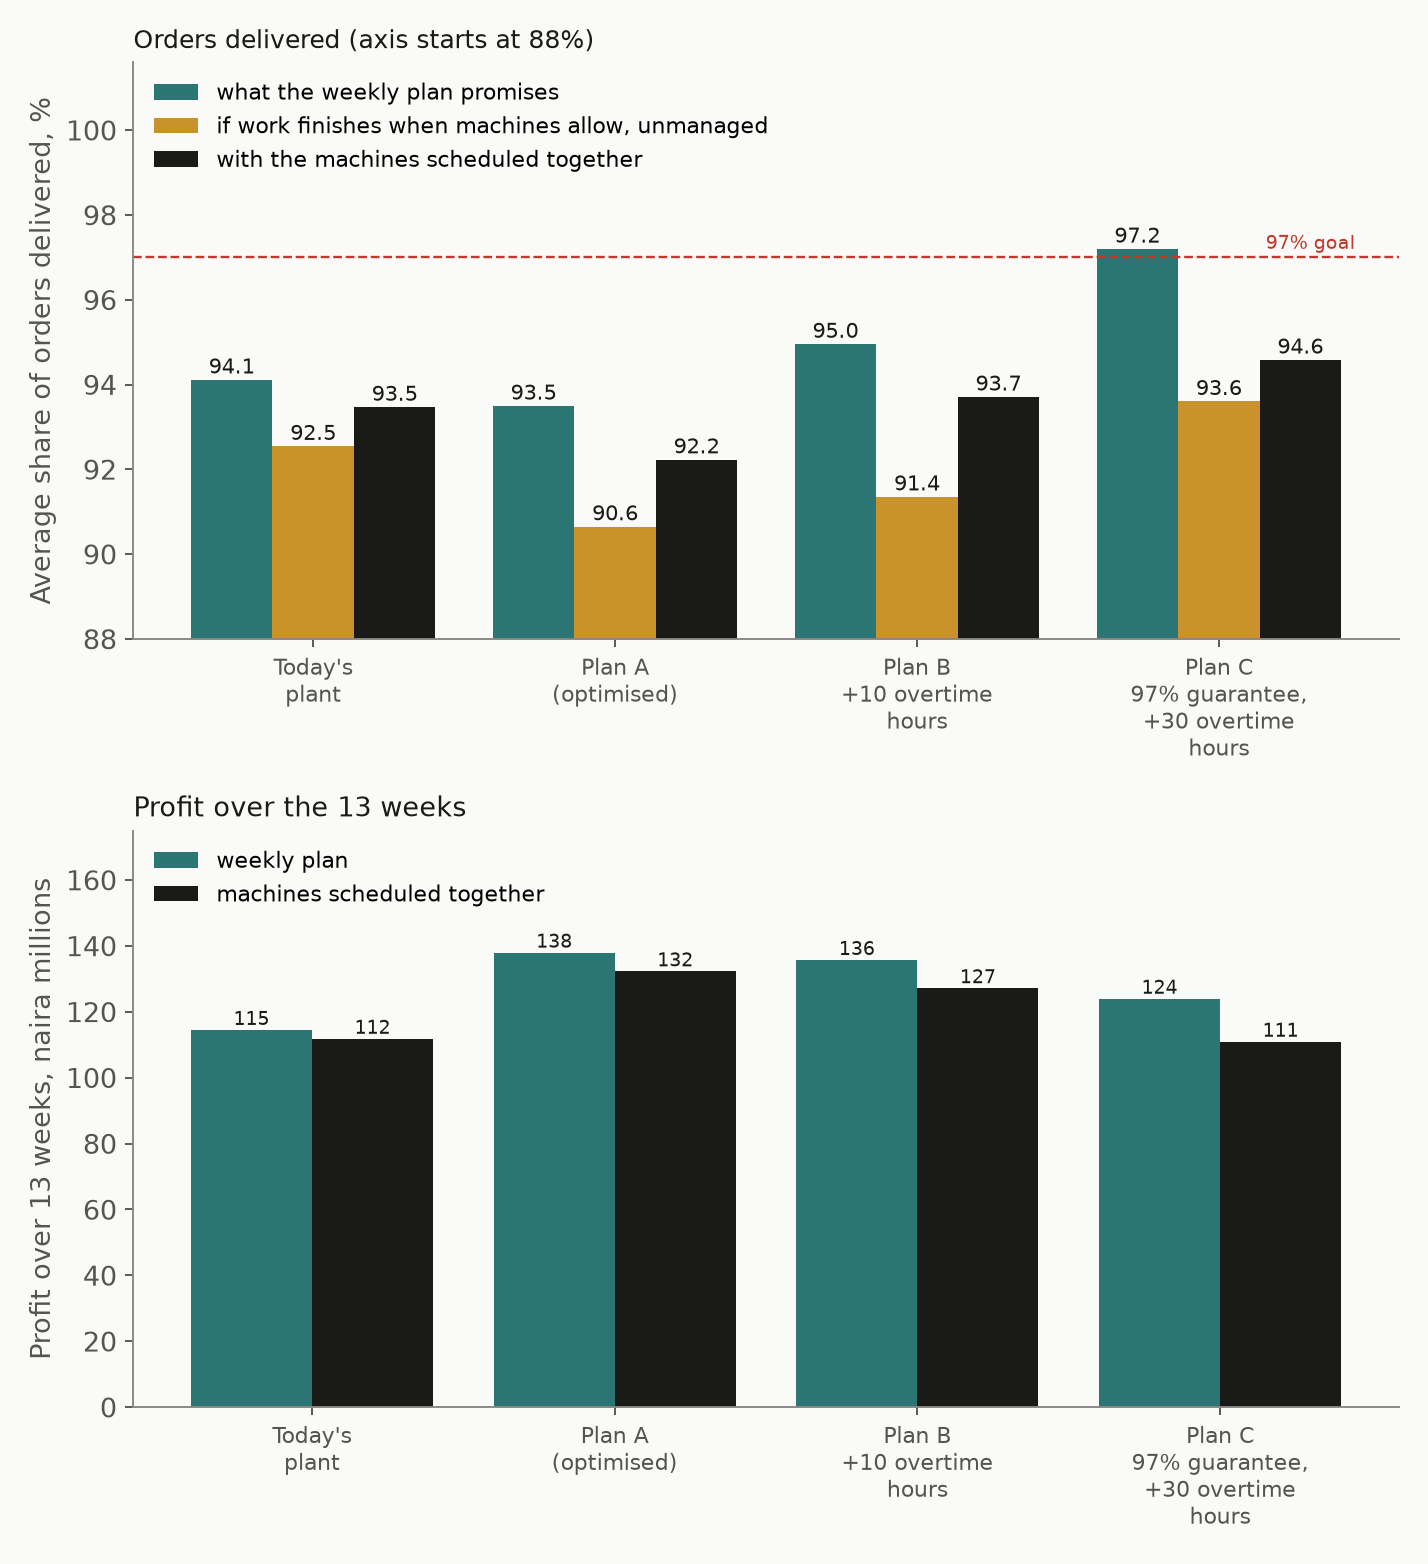 Orders delivered (axis starts at 88%)
what the weekly plan promises
if work finishes when machines allow, unmanaged
with the machines scheduled together
Average share of orders delivered, %
100
98
96
94
92
90
88
97% goal
94.1
92.5
93.5
93.5
90.6
92.2
95.0
91.4
93.7
97.2
93.6
94.6
Today's
plant
Plan A
(optimised)
Plan B
+10 overtime
hours
Plan C
97% guarantee,
+30 overtime
hours
Profit over the 13 weeks
weekly plan
machines scheduled together
Profit over 13 weeks, naira millions
160
140
120
100
80
60
40
20
0
115
112
138
132
136
127
124
111
Today's
plant
Plan A
(optimised)
Plan B
+10 overtime
hours
Plan C
97% guarantee,
+30 overtime
hours